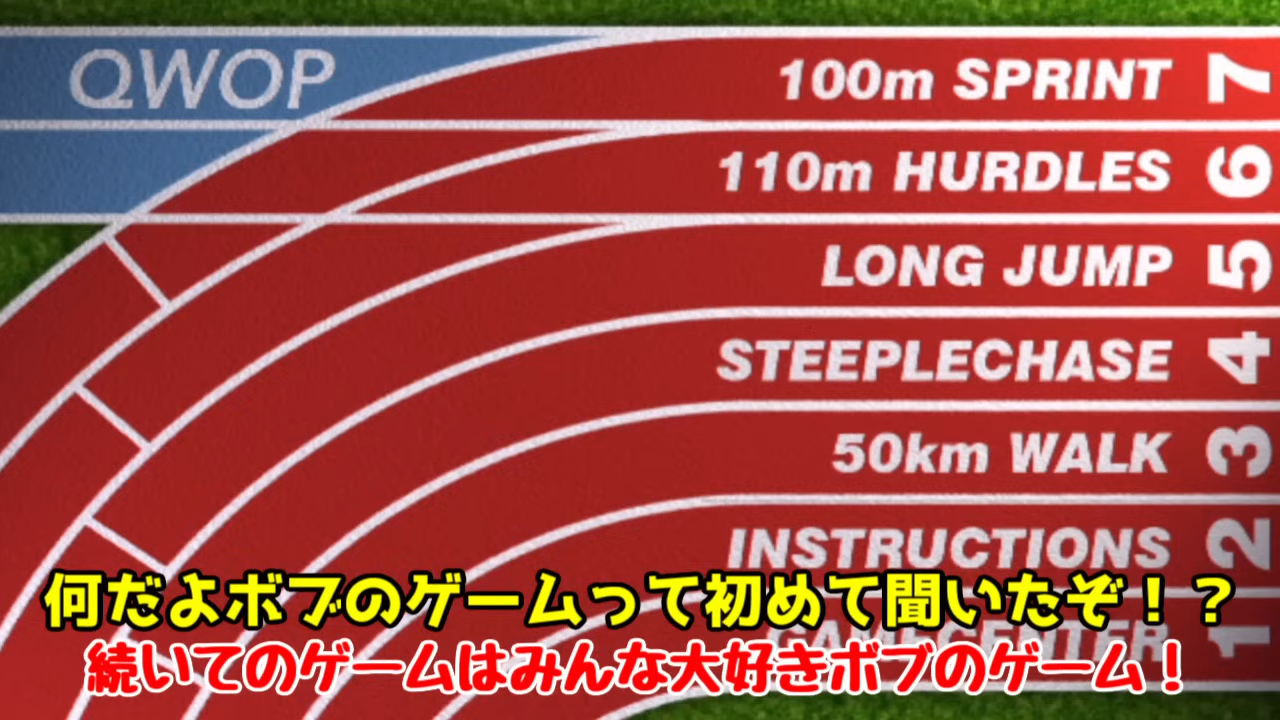 QWOP
100m SPRINT 7
110m HURDLES 6
LONG JUMP 5
STEEPLECHASE 4
50km WALK 3
INSTRUCTIONS 2
GAMECENTER 1
何だよボブのゲームって初めて聞いたぞ！？
続いてのゲームはみんな大好きボブのゲーム！